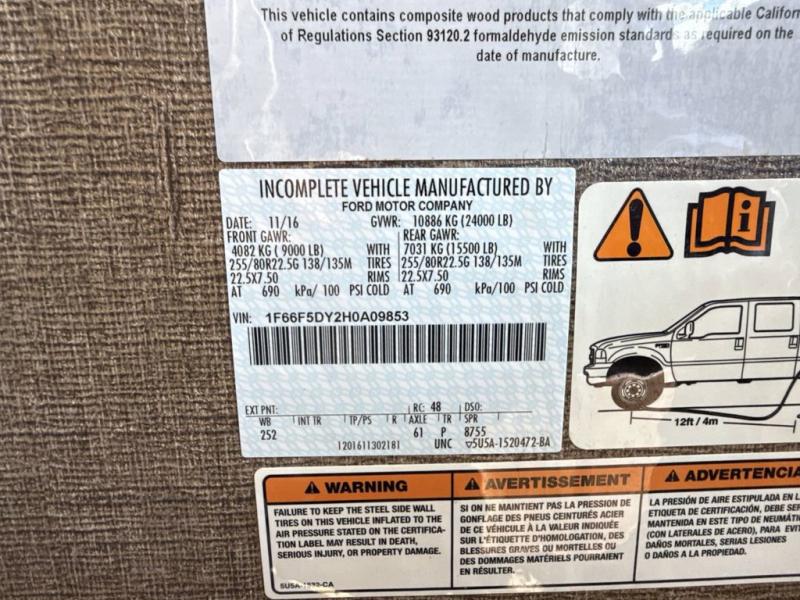 This vehicle contains composite wood products that comply with the applicable Californ
of Regulations Section 93120.2 formaldehyde emission standards as required on the
date of manufacture.
INCOMPLETE VEHICLE MANUFACTURED BY
FORD MOTOR COMPANY
DATE: 11/16 GVWR: 10886 KG (24000 LB)
FRONT GAWR: REAR GAWR:
4082 KG ( 9000 LB) WITH 7031 KG (15500 LB) WITH
255/80R22.5G 138/135M TIRES 255/80R22.5G 138/135M TIRES
22.5X7.50 RIMS 22.5X7.50 RIMS
AT 690 kPa/ 100 PSI COLD AT 690 kPa/100 PSI COLD
VIN: 1F66F5DY2H0A09853
EXT PNT: RC: 48 DSO:
WB INT TR TP/PS R AXLE TR SPR
252 61 P 8755
1201611302181 UNC 5U5A-1520472-BA
12ft / 4m
WARNING
FAILURE TO KEEP THE STEEL SIDE WALL
TIRES ON THIS VEHICLE INFLATED TO THE
AIR PRESSURE STATED ON THE CERTIFICA-
TION LABEL MAY RESULT IN DEATH,
SERIOUS INJURY, OR PROPERTY DAMAGE.
AVERTISSEMENT
SI ON NE MAINTIENT PAS LA PRESSION DE
GONFLAGE DES PNEUS CEINTURÉS ACIER
DE CE VÉHICULE À LA VALEUR INDIQUÉE
SUR L'ÉTIQUETTE D'HOMOLOGATION, DES
BLESSURES GRAVES OU MORTELLES OU
DES DOMMAGES MATÉRIELS POURRAIENT
EN RÉSULTER.
ADVERTENCIA
LA PRESIÓN DE AIRE ESTIPULADA EN L
ETIQUETA DE CERTIFICACIÓN, DEBE SER
MANTENIDA EN ESTE TIPO DE NEUMÁTI
(CON LATERALES DE ACERO), PARA EVIT
DAÑOS MORTALES, SERIAS LESIONES
O DAÑOS A LA PROPIEDAD.